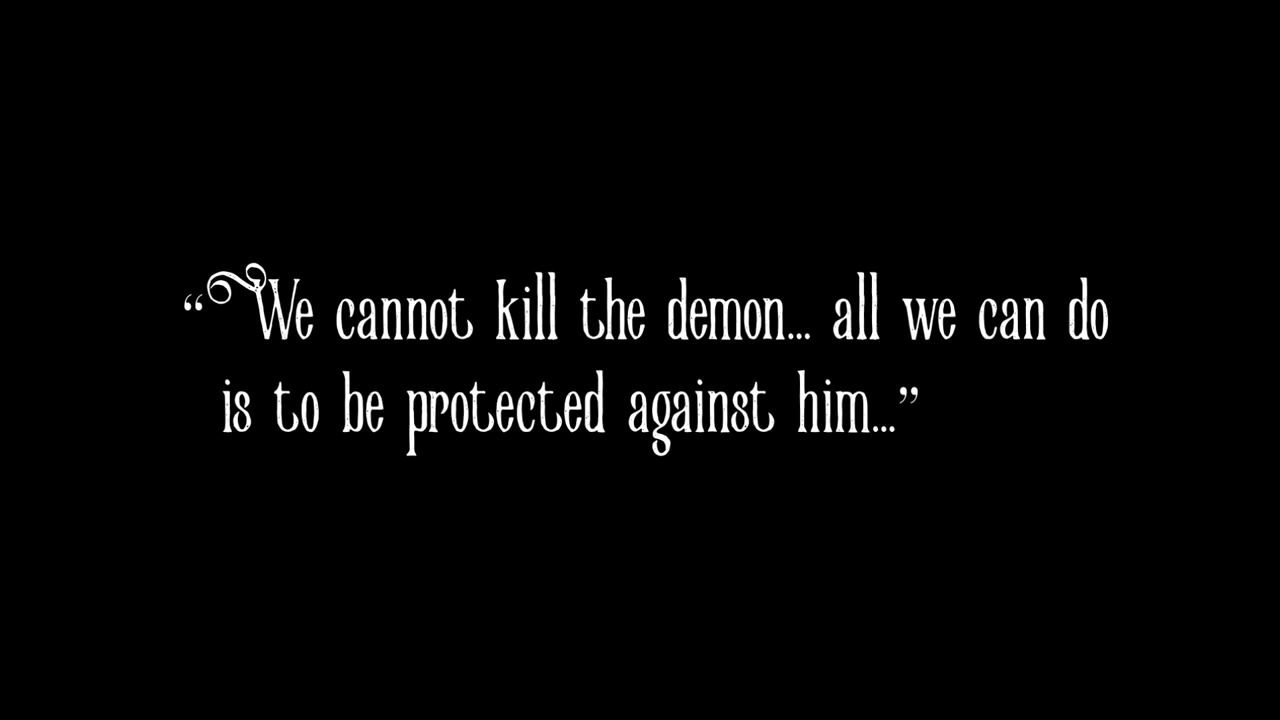 “We cannot kill the demon... all we can do
is to be protected against him...”